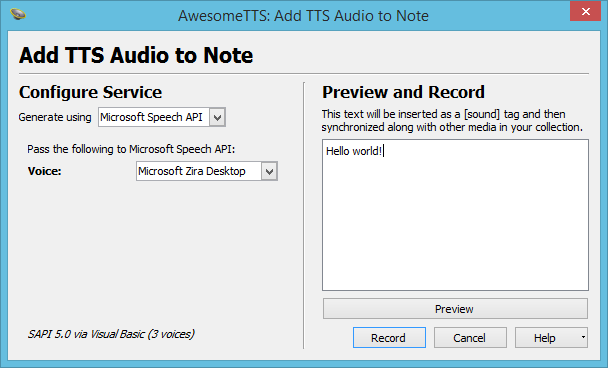 AwesomeTTS: Add TTS Audio to Note
Add TTS Audio to Note
Configure Service
Generate using Microsoft Speech API
Pass the following to Microsoft Speech API:
Voice: Microsoft Zira Desktop
SAPI 5.0 via Visual Basic (3 voices)
Preview and Record
This text will be inserted as a [sound] tag and then
synchronized along with other media in your collection.
Hello world!
Preview
Record Cancel Help